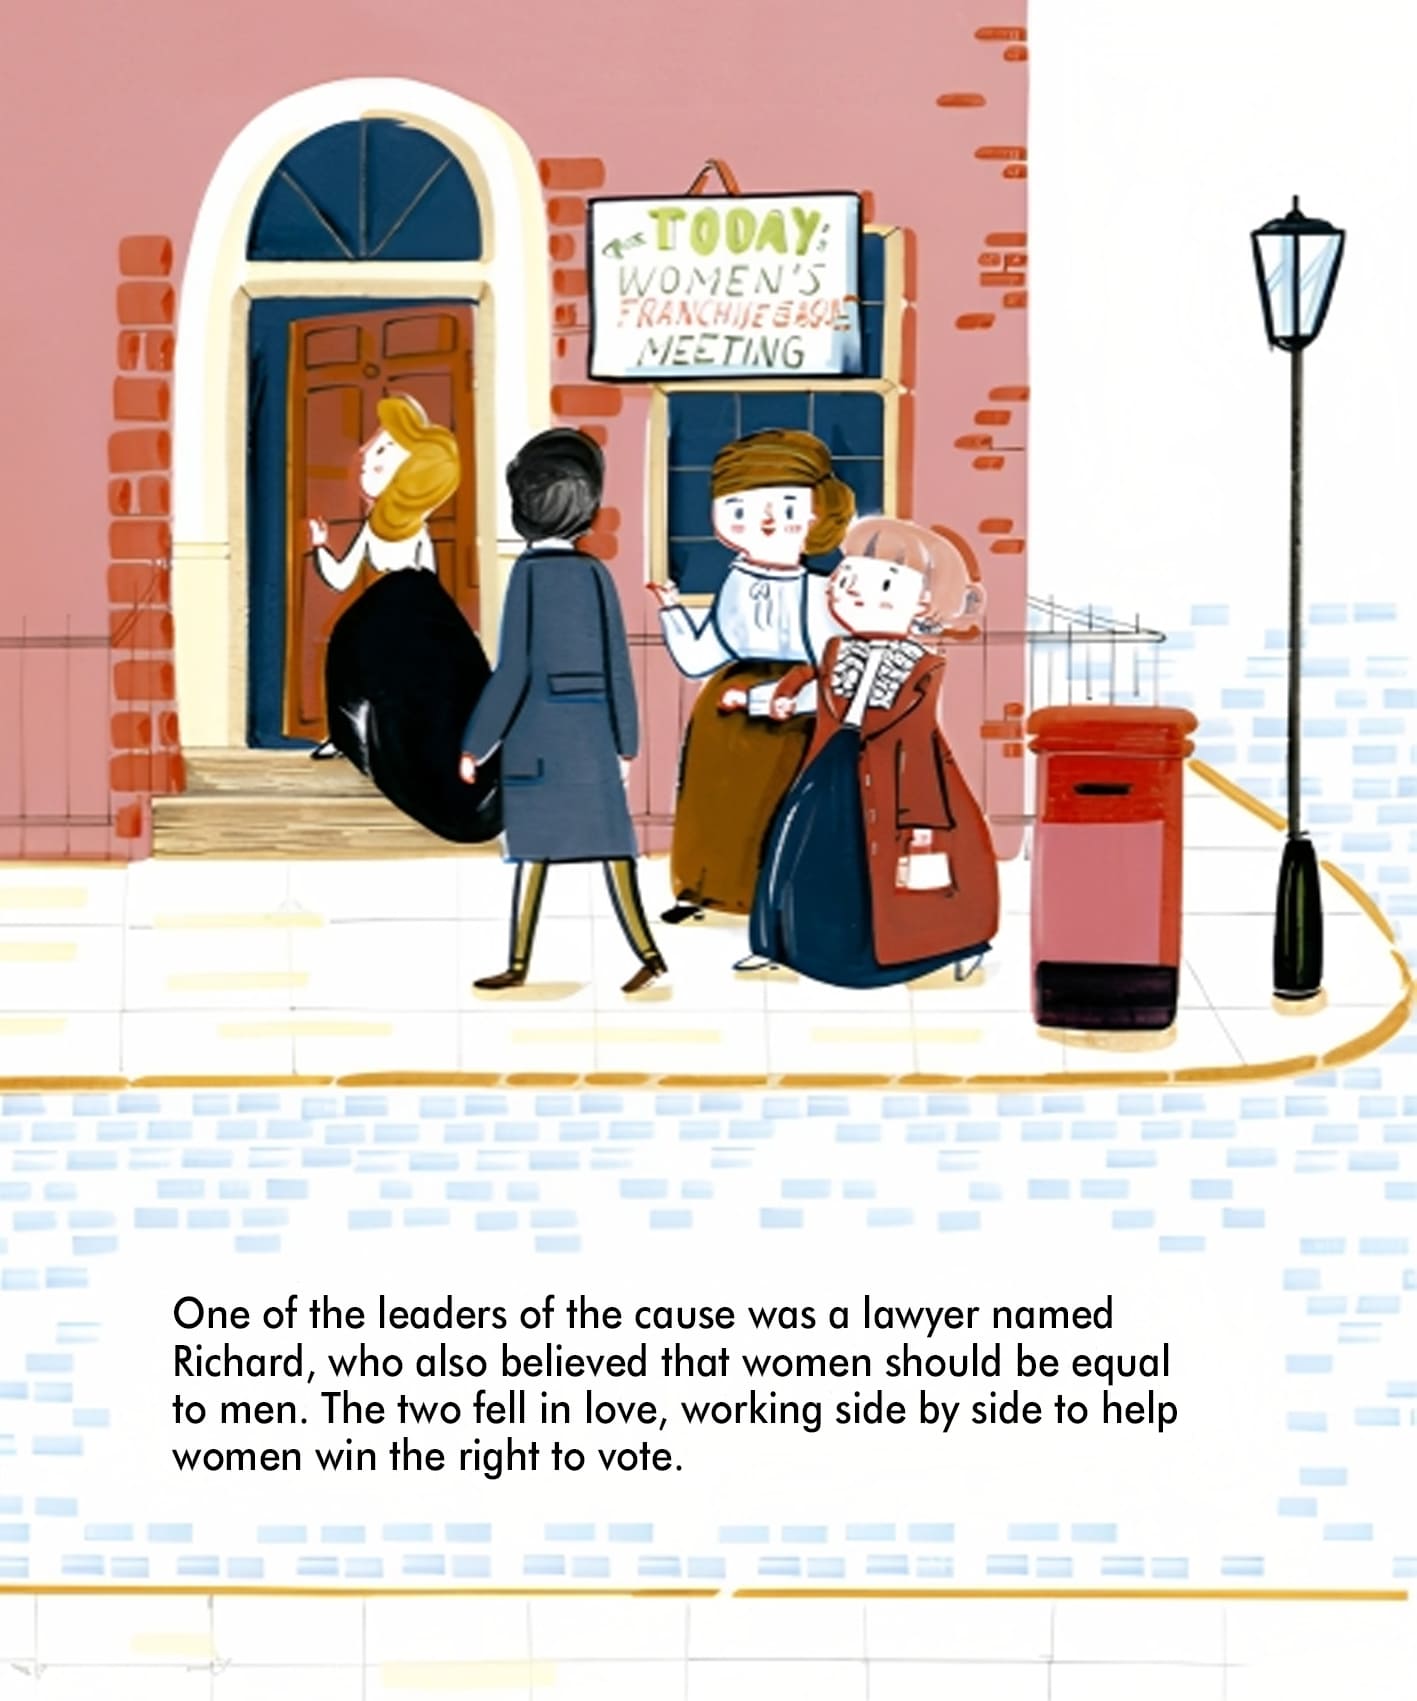 TODAY:
WOMEN'S
FRANCHISE
MEETING
One of the leaders of the cause was a lawyer named
Richard, who also believed that women should be equal
to men. The two fell in love, working side by side to help
women win the right to vote.